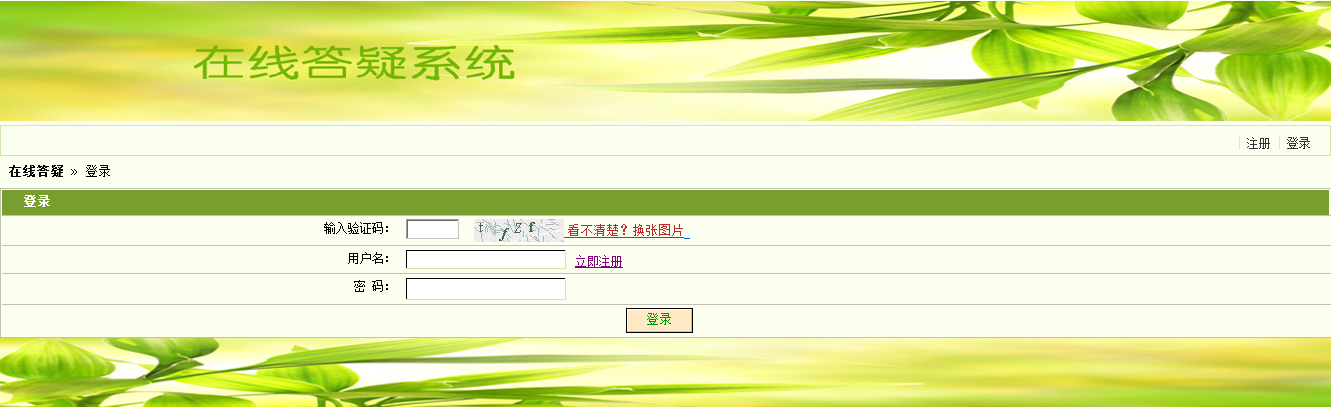 在线答疑系统
注册 登录
在线答疑 » 登录
登录
输入验证码： t f Z f 看不清楚？换张图片
用户名： 立即注册
密 码：
登录